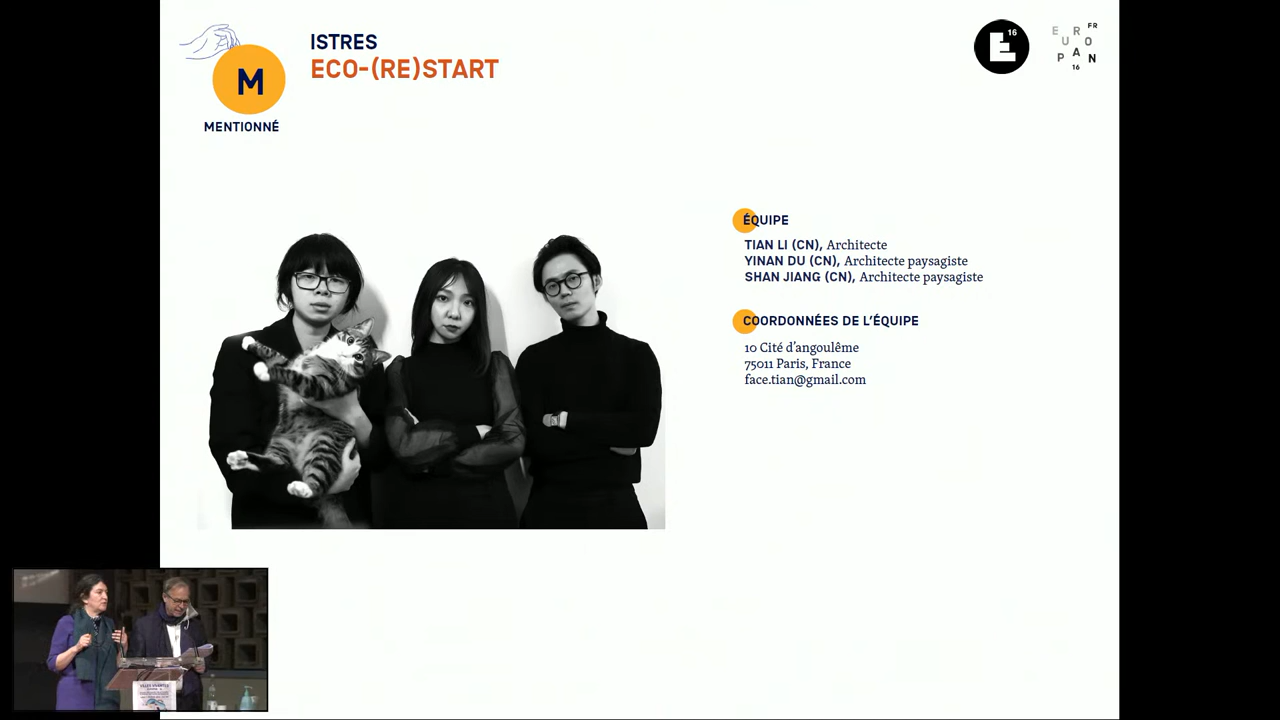 M
MENTIONNÉ
ISTRES
ECO-(RE)START
E 16
EUROPAN FR
16
ÉQUIPE
TIAN LI (CN), Architecte
YINAN DU (CN), Architecte paysagiste
SHAN JIANG (CN), Architecte paysagiste
COORDONNÉES DE L'ÉQUIPE
10 Cité d'angoulême
75011 Paris, France
face.tian@gmail.com